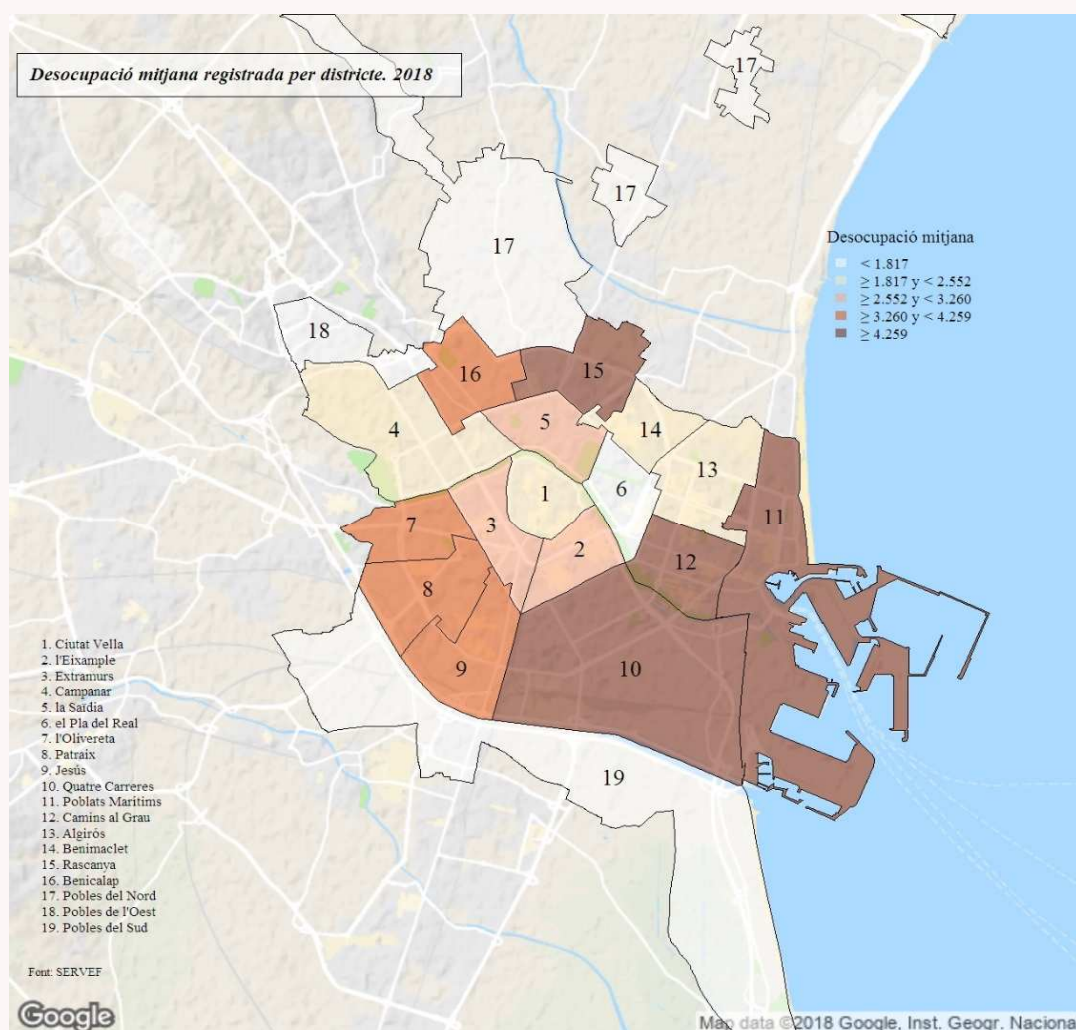 Desocupació mitjana registrada per districte. 2018
17
17
17
Desocupació mitjana
< 1.817
≥ 1.817 y < 2.552
≥ 2.552 y < 3.260
≥ 3.260 y < 4.259
≥ 4.259
18
16
15
5
4
14
13
6
1
11
3
7
2
12
8
10
9
19
1. Ciutat Vella
2. l'Eixample
3. Extramurs
4. Campanar
5. la Saïdia
6. el Pla del Real
7. l'Olivereta
8. Patraix
9. Jesús
10. Quatre Carreres
11. Poblats Marítims
12. Camins al Grau
13. Algirós
14. Benimaclet
15. Rascanya
16. Benicalap
17. Pobles del Nord
18. Pobles de l'Oest
19. Pobles del Sud
Font: SERVEF
Google
Map data ©2018 Google, Inst. Geogr. Naciona